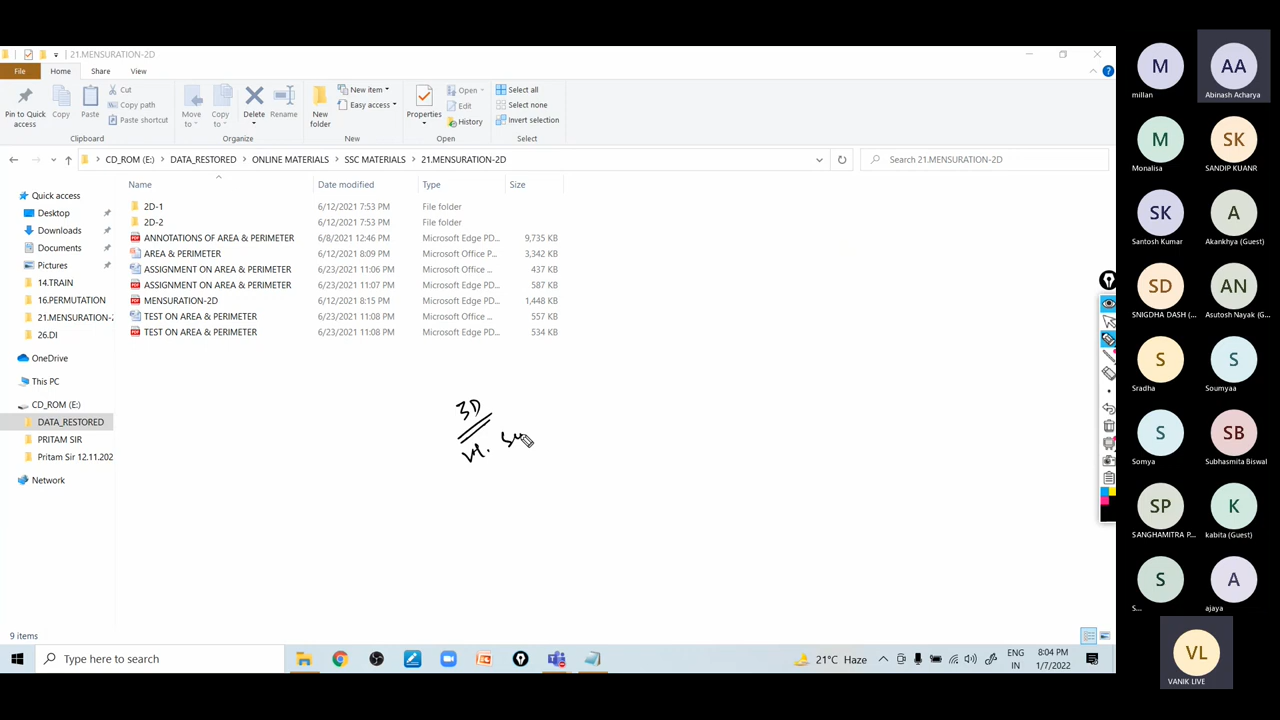 21.MENSURATION-2D
File Home Share View
Pin to Quick access
Copy
Paste
Cut
Copy path
Paste shortcut
Clipboard
Move to
Copy to
Delete
Rename
Organize
New folder
New item
Easy access
New
Properties
Open
Edit
History
Open
Select all
Select none
Invert selection
Select
CD_ROM (E:) > DATA_RESTORED > ONLINE MATERIALS > SSC MATERIALS > 21.MENSURATION-2D
Search 21.MENSURATION-2D
Name Date modified Type Size
2D-1 6/12/2021 7:53 PM File folder
2D-2 6/12/2021 7:53 PM File folder
ANNOTATIONS OF AREA & PERIMETER 6/8/2021 12:46 PM Microsoft Edge PD... 9,735 KB
AREA & PERIMETER 6/12/2021 8:09 PM Microsoft Office P... 3,342 KB
ASSIGNMENT ON AREA & PERIMETER 6/23/2021 11:06 PM Microsoft Office ... 437 KB
ASSIGNMENT ON AREA & PERIMETER 6/23/2021 11:07 PM Microsoft Edge PD... 587 KB
MENSURATION-2D 6/12/2021 8:15 PM Microsoft Edge PD... 1,448 KB
TEST ON AREA & PERIMETER 6/23/2021 11:08 PM Microsoft Office ... 557 KB
TEST ON AREA & PERIMETER 6/23/2021 11:08 PM Microsoft Edge PD... 534 KB
Quick access
Desktop
Downloads
Documents
Pictures
14.TRAIN
16.PERMUTATION
21.MENSURATION-2
26.DI
OneDrive
This PC
CD_ROM (E:)
DATA_RESTORED
PRITAM SIR
Pritam Sir 12.11.202
Network
3D
9 items
Type here to search
21°C Haze
ENG
IN
8:04 PM
1/7/2022
M
millan
AA
Abinash Acharya
M
Monalisa
SK
SANDIP KUANR
SK
Santosh Kumar
A
Akankhya (Guest)
SD
SNIGDHA DASH (...
AN
Asutosh Nayak (G...
S
Sradha
S
Soumyaa
S
Somya
SB
Subhasmita Biswal
SP
SANGHAMITRA P...
K
kabita (Guest)
S
S...
A
ajaya
VL
VANIK LIVE